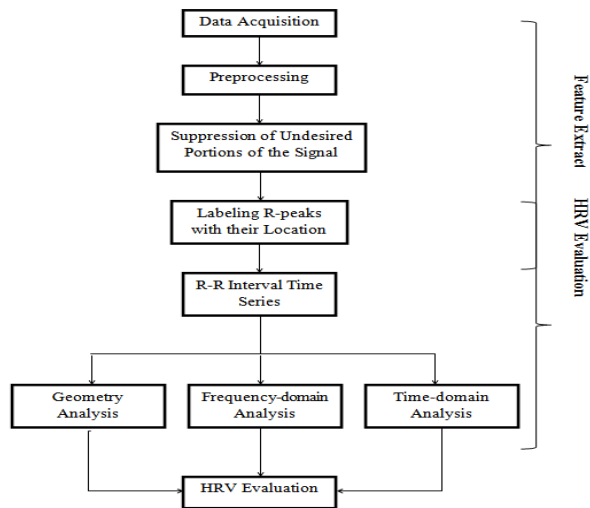 Data Acquisition
Preprocessing
Suppression of Undesired
Portions of the Signal
Labeling R-peaks
with their Location
R-R Interval Time
Series
Geometry
Analysis
Frequency-domain
Analysis
Time-domain
Analysis
HRV Evaluation
Feature Extract
HRV Evaluation